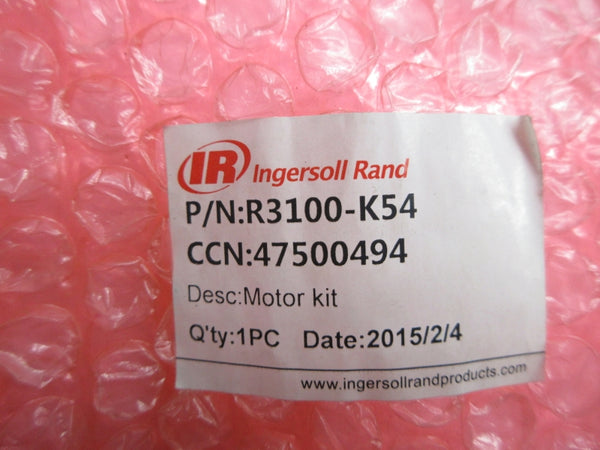 IR Ingersoll Rand
P/N:R3100-K54
CCN:47500494
Desc:Motor kit
Q'ty:1PC Date:2015/2/4
www.ingersollrandproducts.com